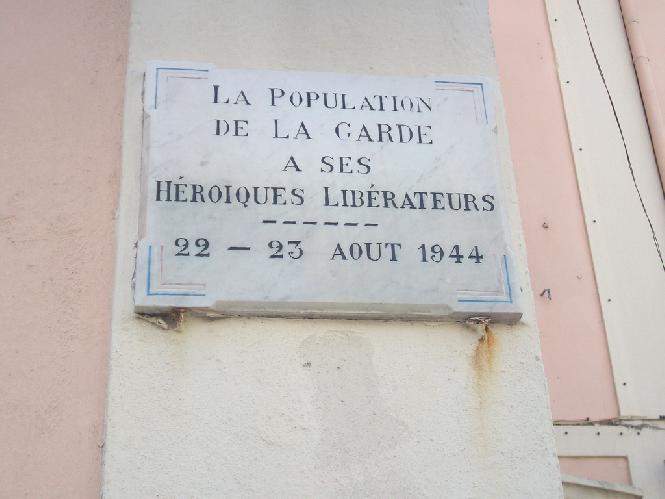 La Population
de La Garde
a ses
Héroiques Libérateurs
------
22 — 23 Aout 1944